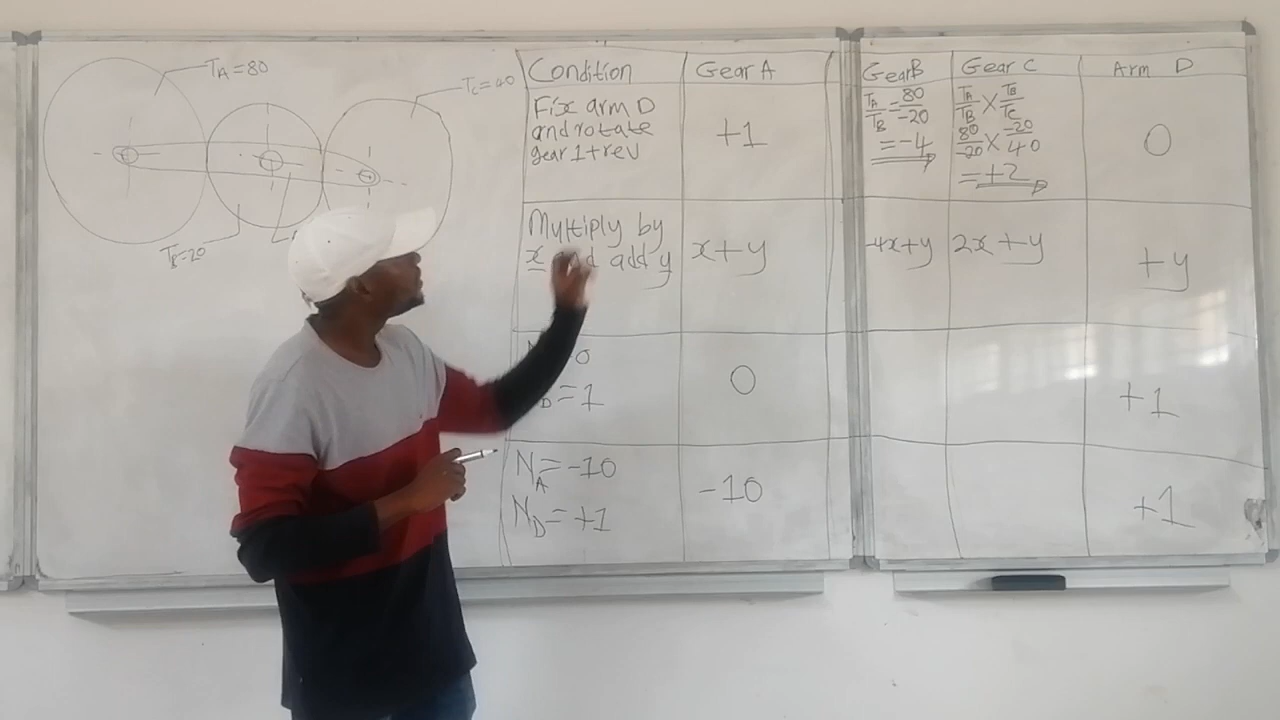 TA = 80
TC = 40
TB = 20
Condition
Gear A
Gear B
Gear C
Arm D
Fix arm D
and rotate
gear 1 + rev
+1
TA/TB = 80/-20
= -4
TA/TB × TB/TC
80/-20 × -20/40
= +2
0
Multiply by
x and add y
x + y
-4x + y
2x + y
+ y
0
D = 1
0
+1
NA = -10
ND = +1
-10
+1